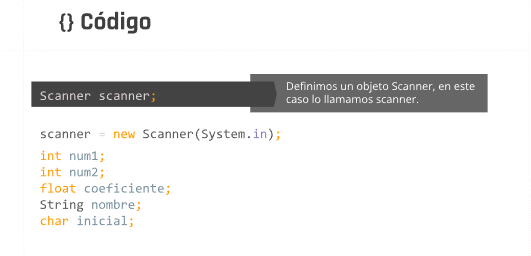 {} Código
Scanner scanner;
Definimos un objeto Scanner, en este
caso lo llamamos scanner.
scanner = new Scanner(System.in);
int num1;
int num2;
float coeficiente;
String nombre;
char inicial;